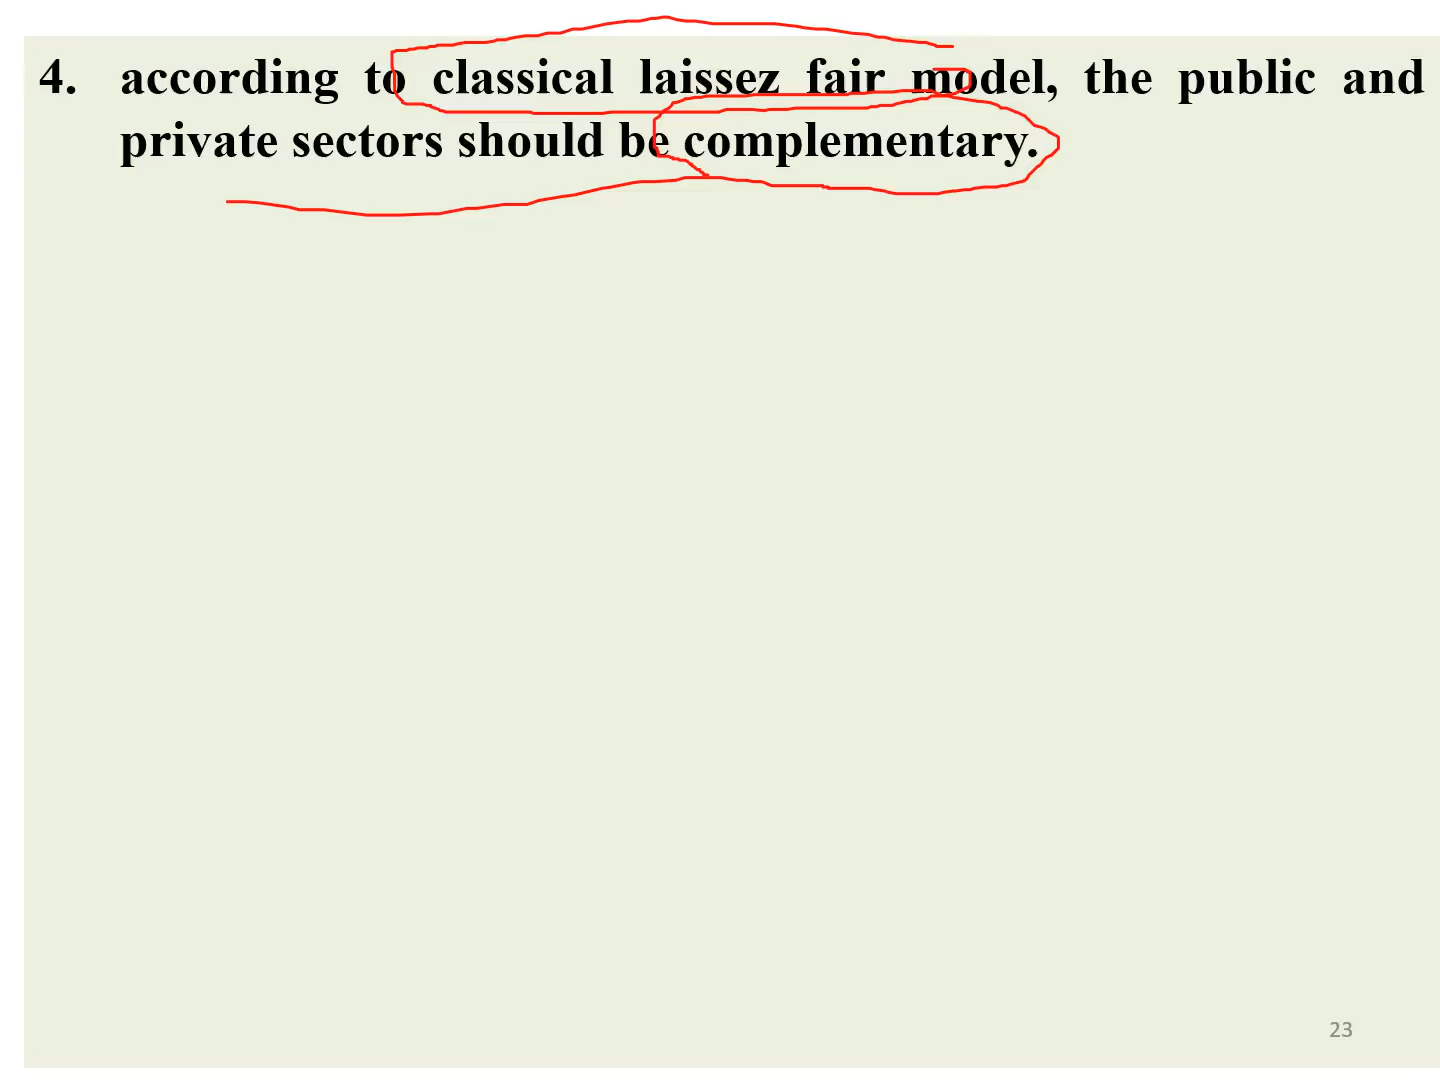 4. according to classical laissez fair model, the public and
private sectors should be complementary.
23